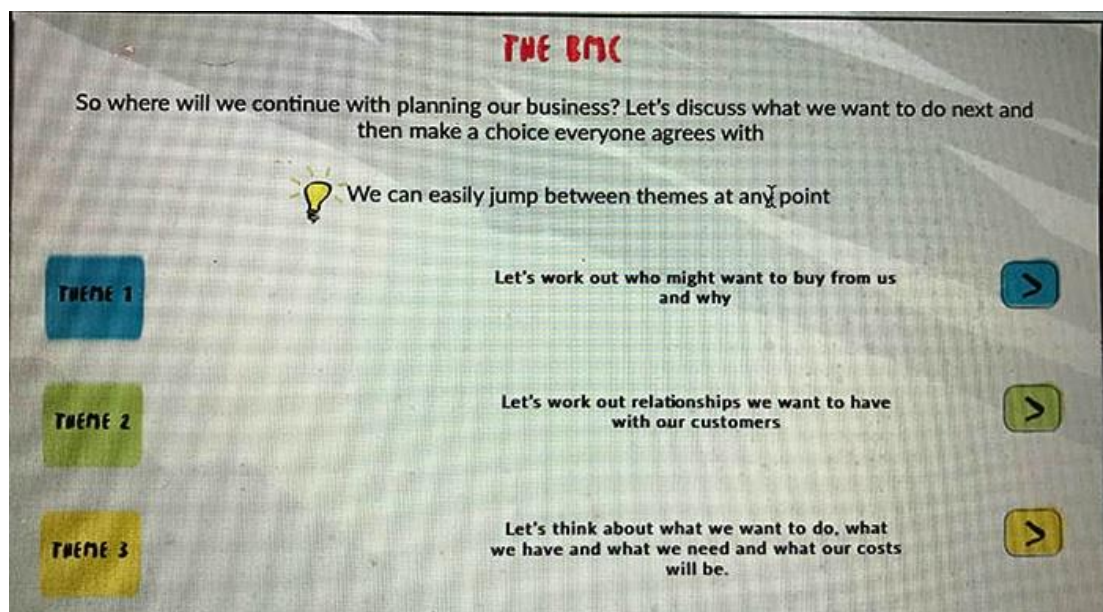 THE BMC
So where will we continue with planning our business? Let's discuss what we want to do next and
then make a choice everyone agrees with
We can easily jump between themes at any point
THEME 1
Let's work out who might want to buy from us
and why
>
THEME 2
Let's work out relationships we want to have
with our customers
>
THEME 3
Let's think about what we want to do, what
we have and what we need and what our costs
will be.
>